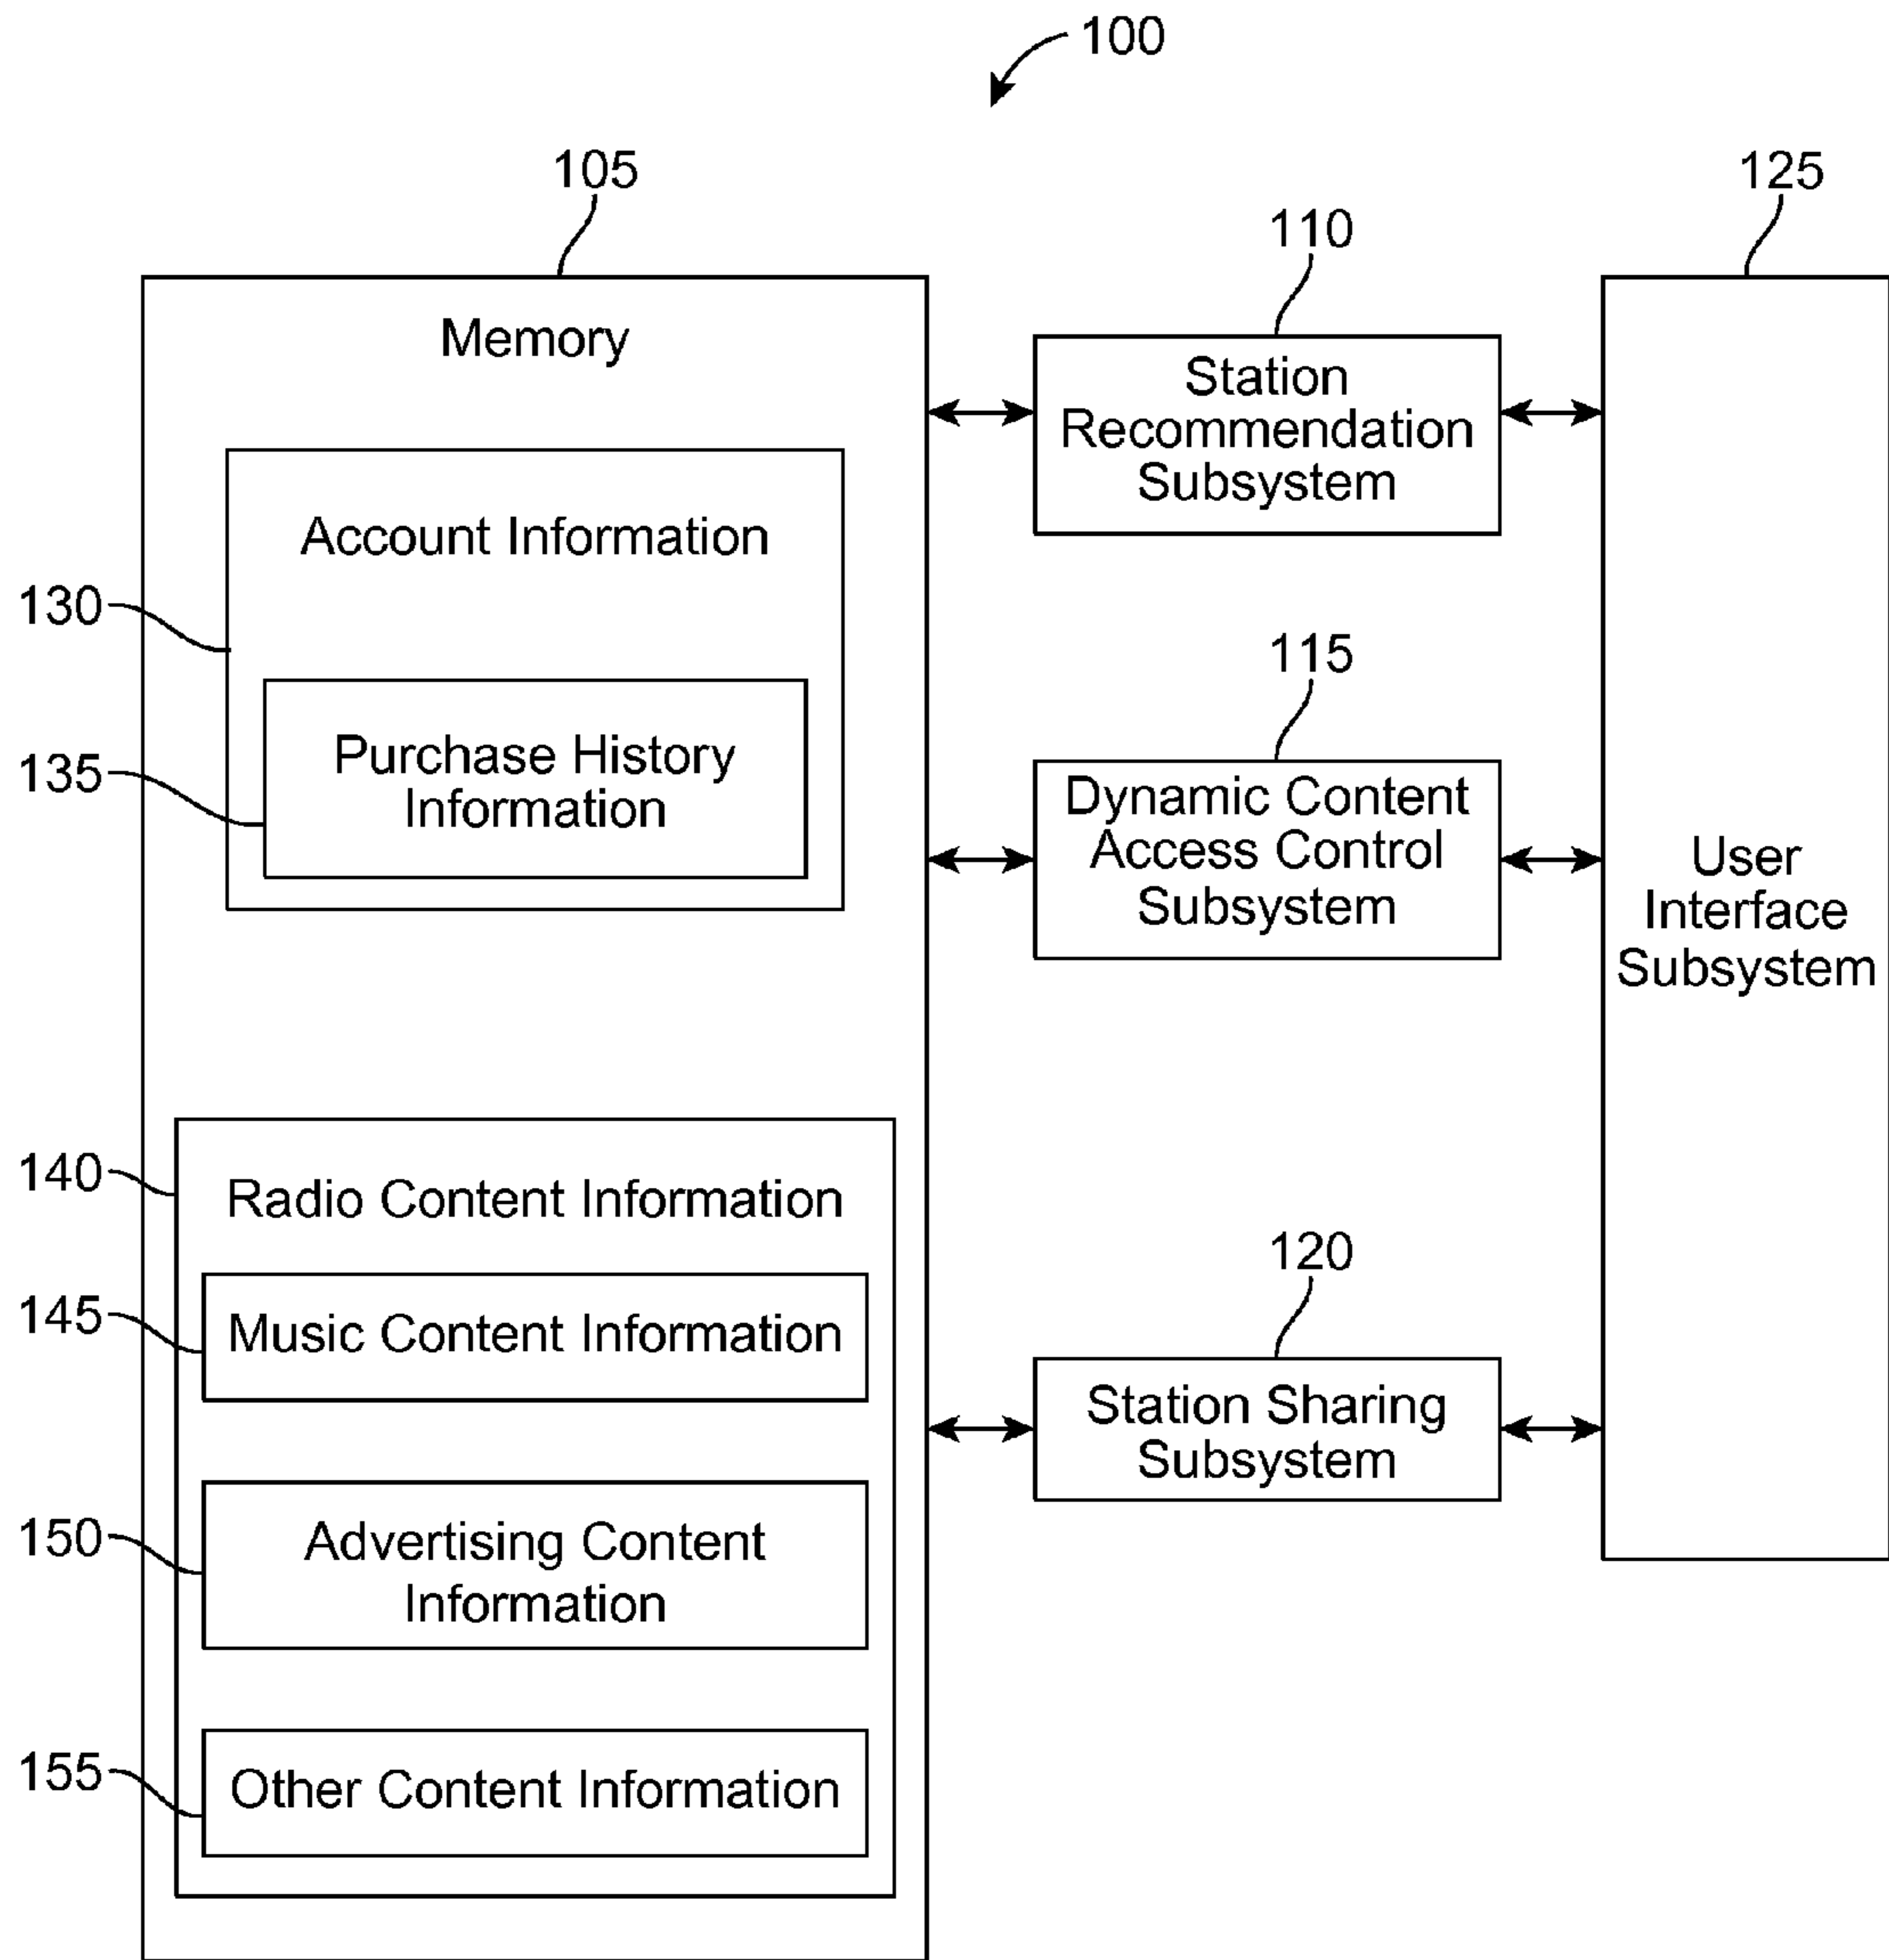 100
105
125
110
Memory
Station
Recommendation
Subsystem
Account Information
130
115
Purchase History
Information
135
Dynamic Content
Access Control
Subsystem
User
Interface
Subsystem
140
Radio Content Information
120
145
Music Content Information
Station Sharing
Subsystem
150
Advertising Content
Information
155
Other Content Information